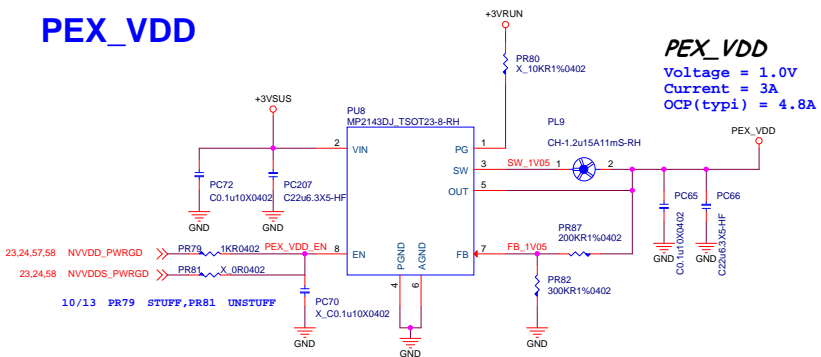 PEX_VDD
+3VRUN
PR80
X_10KR1%0402
PEX_VDD
Voltage = 1.0V
Current = 3A
OCP(typi) = 4.8A
+3VSUS
PU8
MP2143DJ_TSOT23-8-RH
PL9
CH-1.2u15A11mS-RH
PEX_VDD
2
VIN
PG
1
SW
3
SW_1V05
1
2
OUT
5
PC72
C0.1u10X0402
PC207
C22u6.3X5-HF
GND
GND
PC65
C0.1u10X0402
PC66
C22u6.3X5-HF
GND
GND
PR87
200KR1%0402
23,24,57,58
NVVDD_PWRGD
PR79
1KR0402
PEX_VDD_EN
8
EN
FB
7
FB_1V05
23,24,58
NVVDDS_PWRGD
PR81
X_0R0402
PGND
AGND
4
6
PR82
300KR1%0402
10/13 PR79 STUFF,PR81 UNSTUFF
PC70
X_C0.1u10X0402
GND
GND
GND